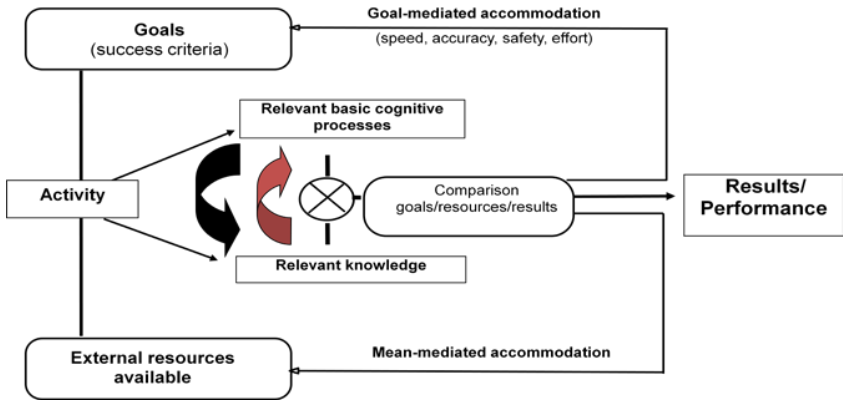 Goal-mediated accommodation
(speed, accuracy, safety, effort)
Goals
(success criteria)
Relevant basic cognitive
processes
Activity
Comparison
goals/resources/results
Results/
Performance
Relevant knowledge
External resources
available
Mean-mediated accommodation